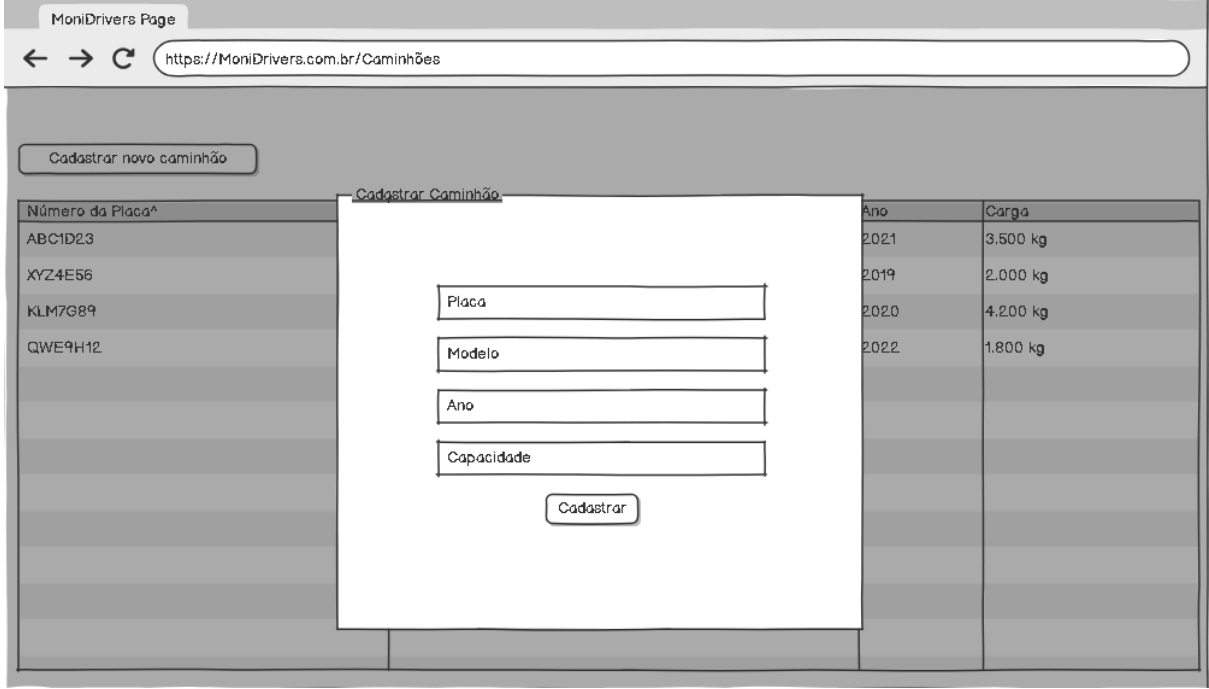 MoniDrivers Page
https://MoniDrivers.com.br/Caminhões
Cadastrar novo caminhão
Cadastrar Caminhão
Número da Placa^ Ano Carga
ABC1D23 2021 3.500 kg
XYZ4E56 2019 2.000 kg
KLM7G89 2020 4.200 kg
QWE9H12 2022 1.800 kg
Placa
Modelo
Ano
Capacidade
Cadastrar